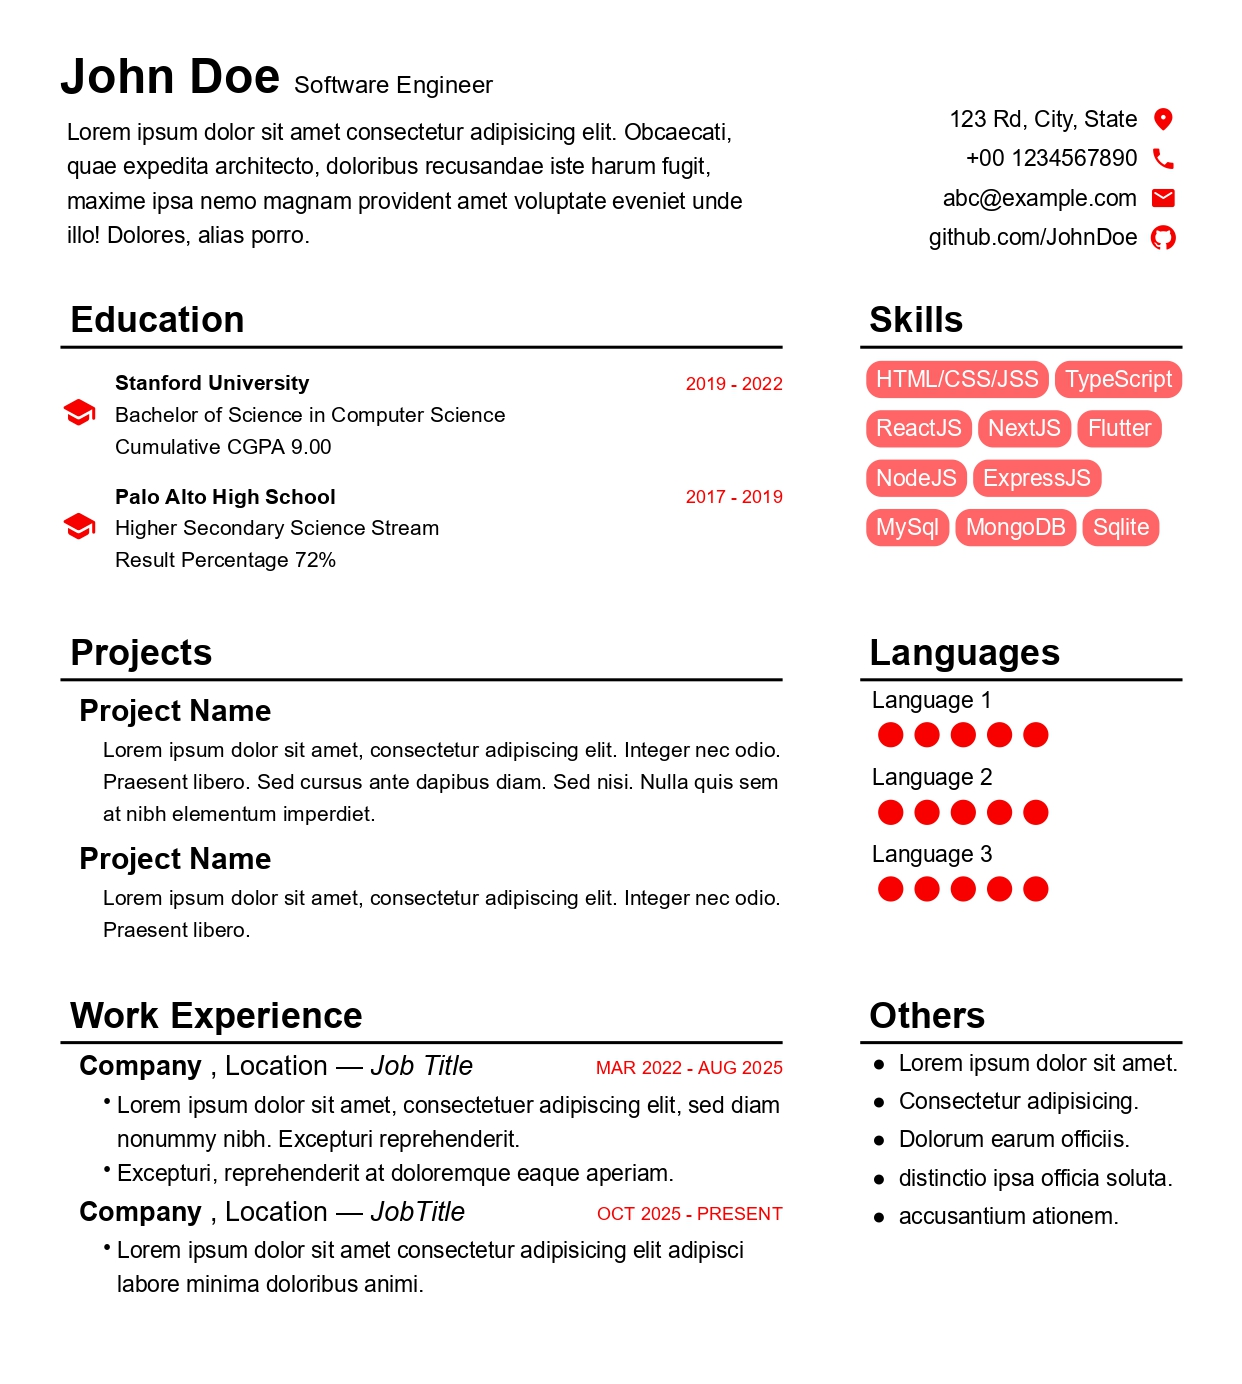 John Doe Software Engineer
Lorem ipsum dolor sit amet consectetur adipisicing elit. Obcaecati,
quae expedita architecto, doloribus recusandae iste harum fugit,
maxime ipsa nemo magnam provident amet voluptate eveniet unde
illo! Dolores, alias porro.
123 Rd, City, State
+00 1234567890
abc@example.com
github.com/JohnDoe
Education
Stanford University 2019 - 2022
Bachelor of Science in Computer Science
Cumulative CGPA 9.00
Palo Alto High School 2017 - 2019
Higher Secondary Science Stream
Result Percentage 72%
Projects
Project Name
Lorem ipsum dolor sit amet, consectetur adipiscing elit. Integer nec odio.
Praesent libero. Sed cursus ante dapibus diam. Sed nisi. Nulla quis sem
at nibh elementum imperdiet.
Project Name
Lorem ipsum dolor sit amet, consectetur adipiscing elit. Integer nec odio.
Praesent libero.
Work Experience
Company , Location — Job Title MAR 2022 - AUG 2025
• Lorem ipsum dolor sit amet, consectetuer adipiscing elit, sed diam
nonummy nibh. Excepturi reprehenderit.
• Excepturi, reprehenderit at doloremque eaque aperiam.
Company , Location — JobTitle OCT 2025 - PRESENT
• Lorem ipsum dolor sit amet consectetur adipisicing elit adipisci
labore minima doloribus animi.
Skills
HTML/CSS/JSS TypeScript
ReactJS NextJS Flutter
NodeJS ExpressJS
MySql MongoDB Sqlite
Languages
Language 1
Language 2
Language 3
Others
● Lorem ipsum dolor sit amet.
● Consectetur adipisicing.
● Dolorum earum officiis.
● distinctio ipsa officia soluta.
● accusantium ationem.